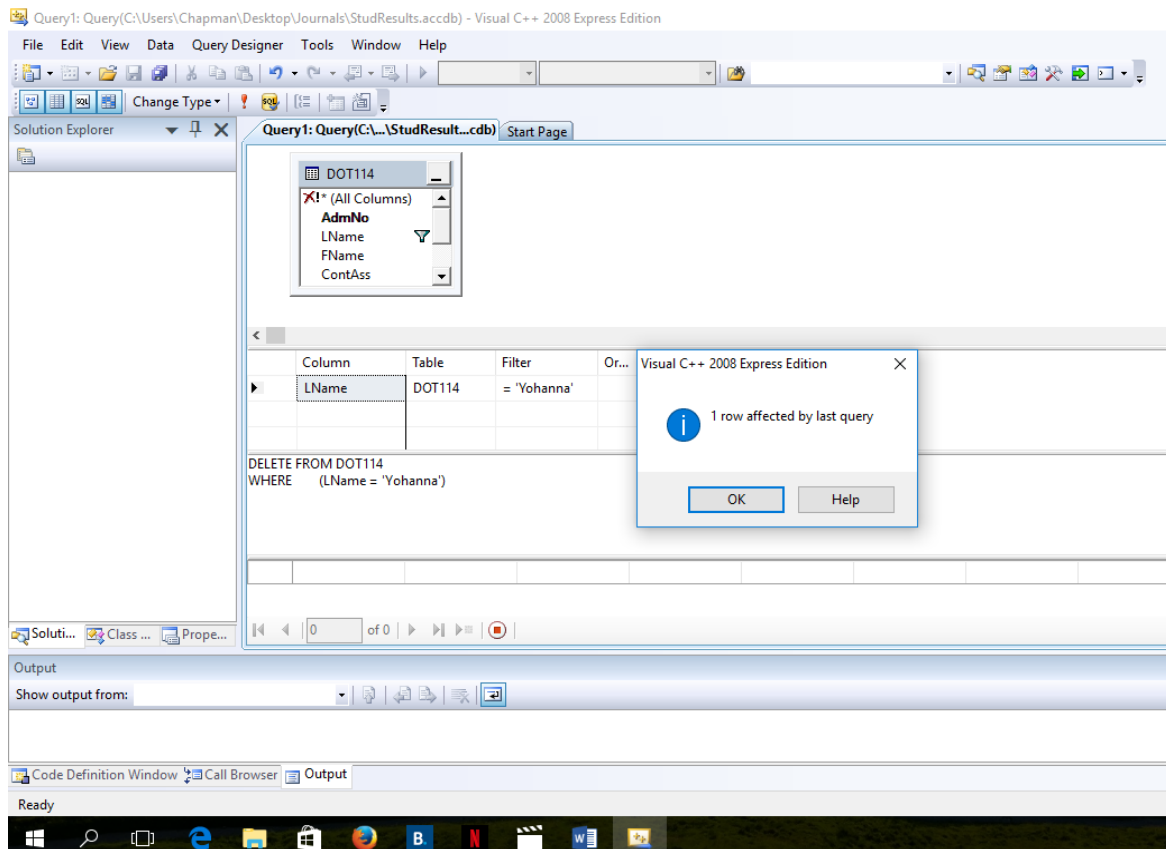 Query1: Query(C:\Users\Chapman\Desktop\Journals\StudResults.accdb) - Visual C++ 2008 Express Edition
File Edit View Data Query Designer Tools Window Help
SQL Change Type SQL
Solution Explorer
Query1: Query(C:\...\StudResult...cdb) Start Page
DOT114
* (All Columns)
AdmNo
LName
FName
ContAss
Column Table Filter Or...
LName DOT114 = 'Yohanna'
Visual C++ 2008 Express Edition
1 row affected by last query
OK Help
DELETE FROM DOT114
WHERE (LName = 'Yohanna')
0 of 0
Soluti... Class ... Prope...
Output
Show output from:
Code Definition Window Call Browser Output
Ready
B. N W